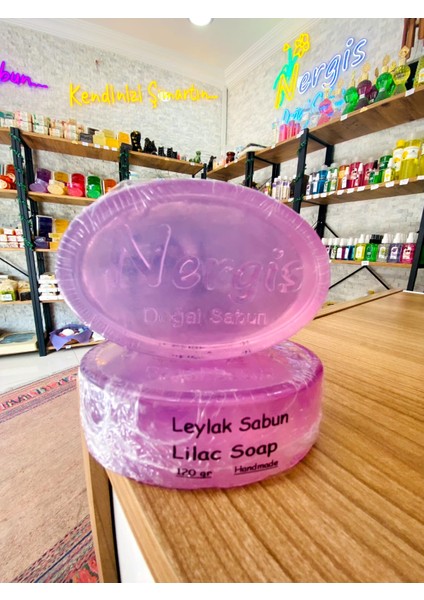 Kendinizi Şımartın
Nergis
Nergis
Doğal Sabun
Leylak Sabun
Lilac Soap
120 gr
Handmade